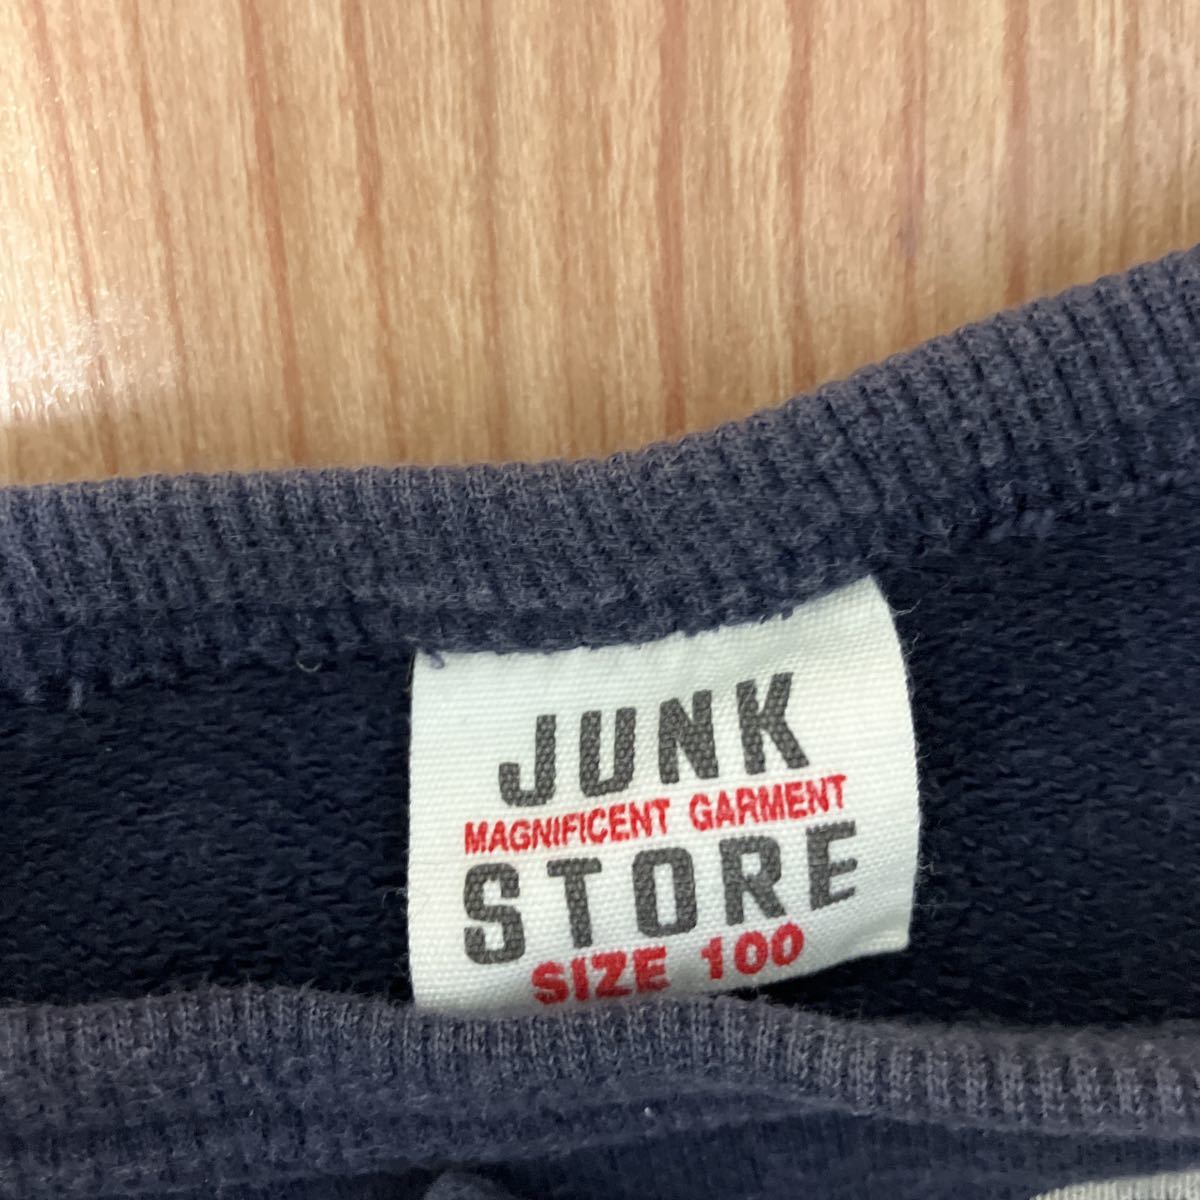 JUNK
MAGNIFICENT GARMENT
STORE
SIZE 100